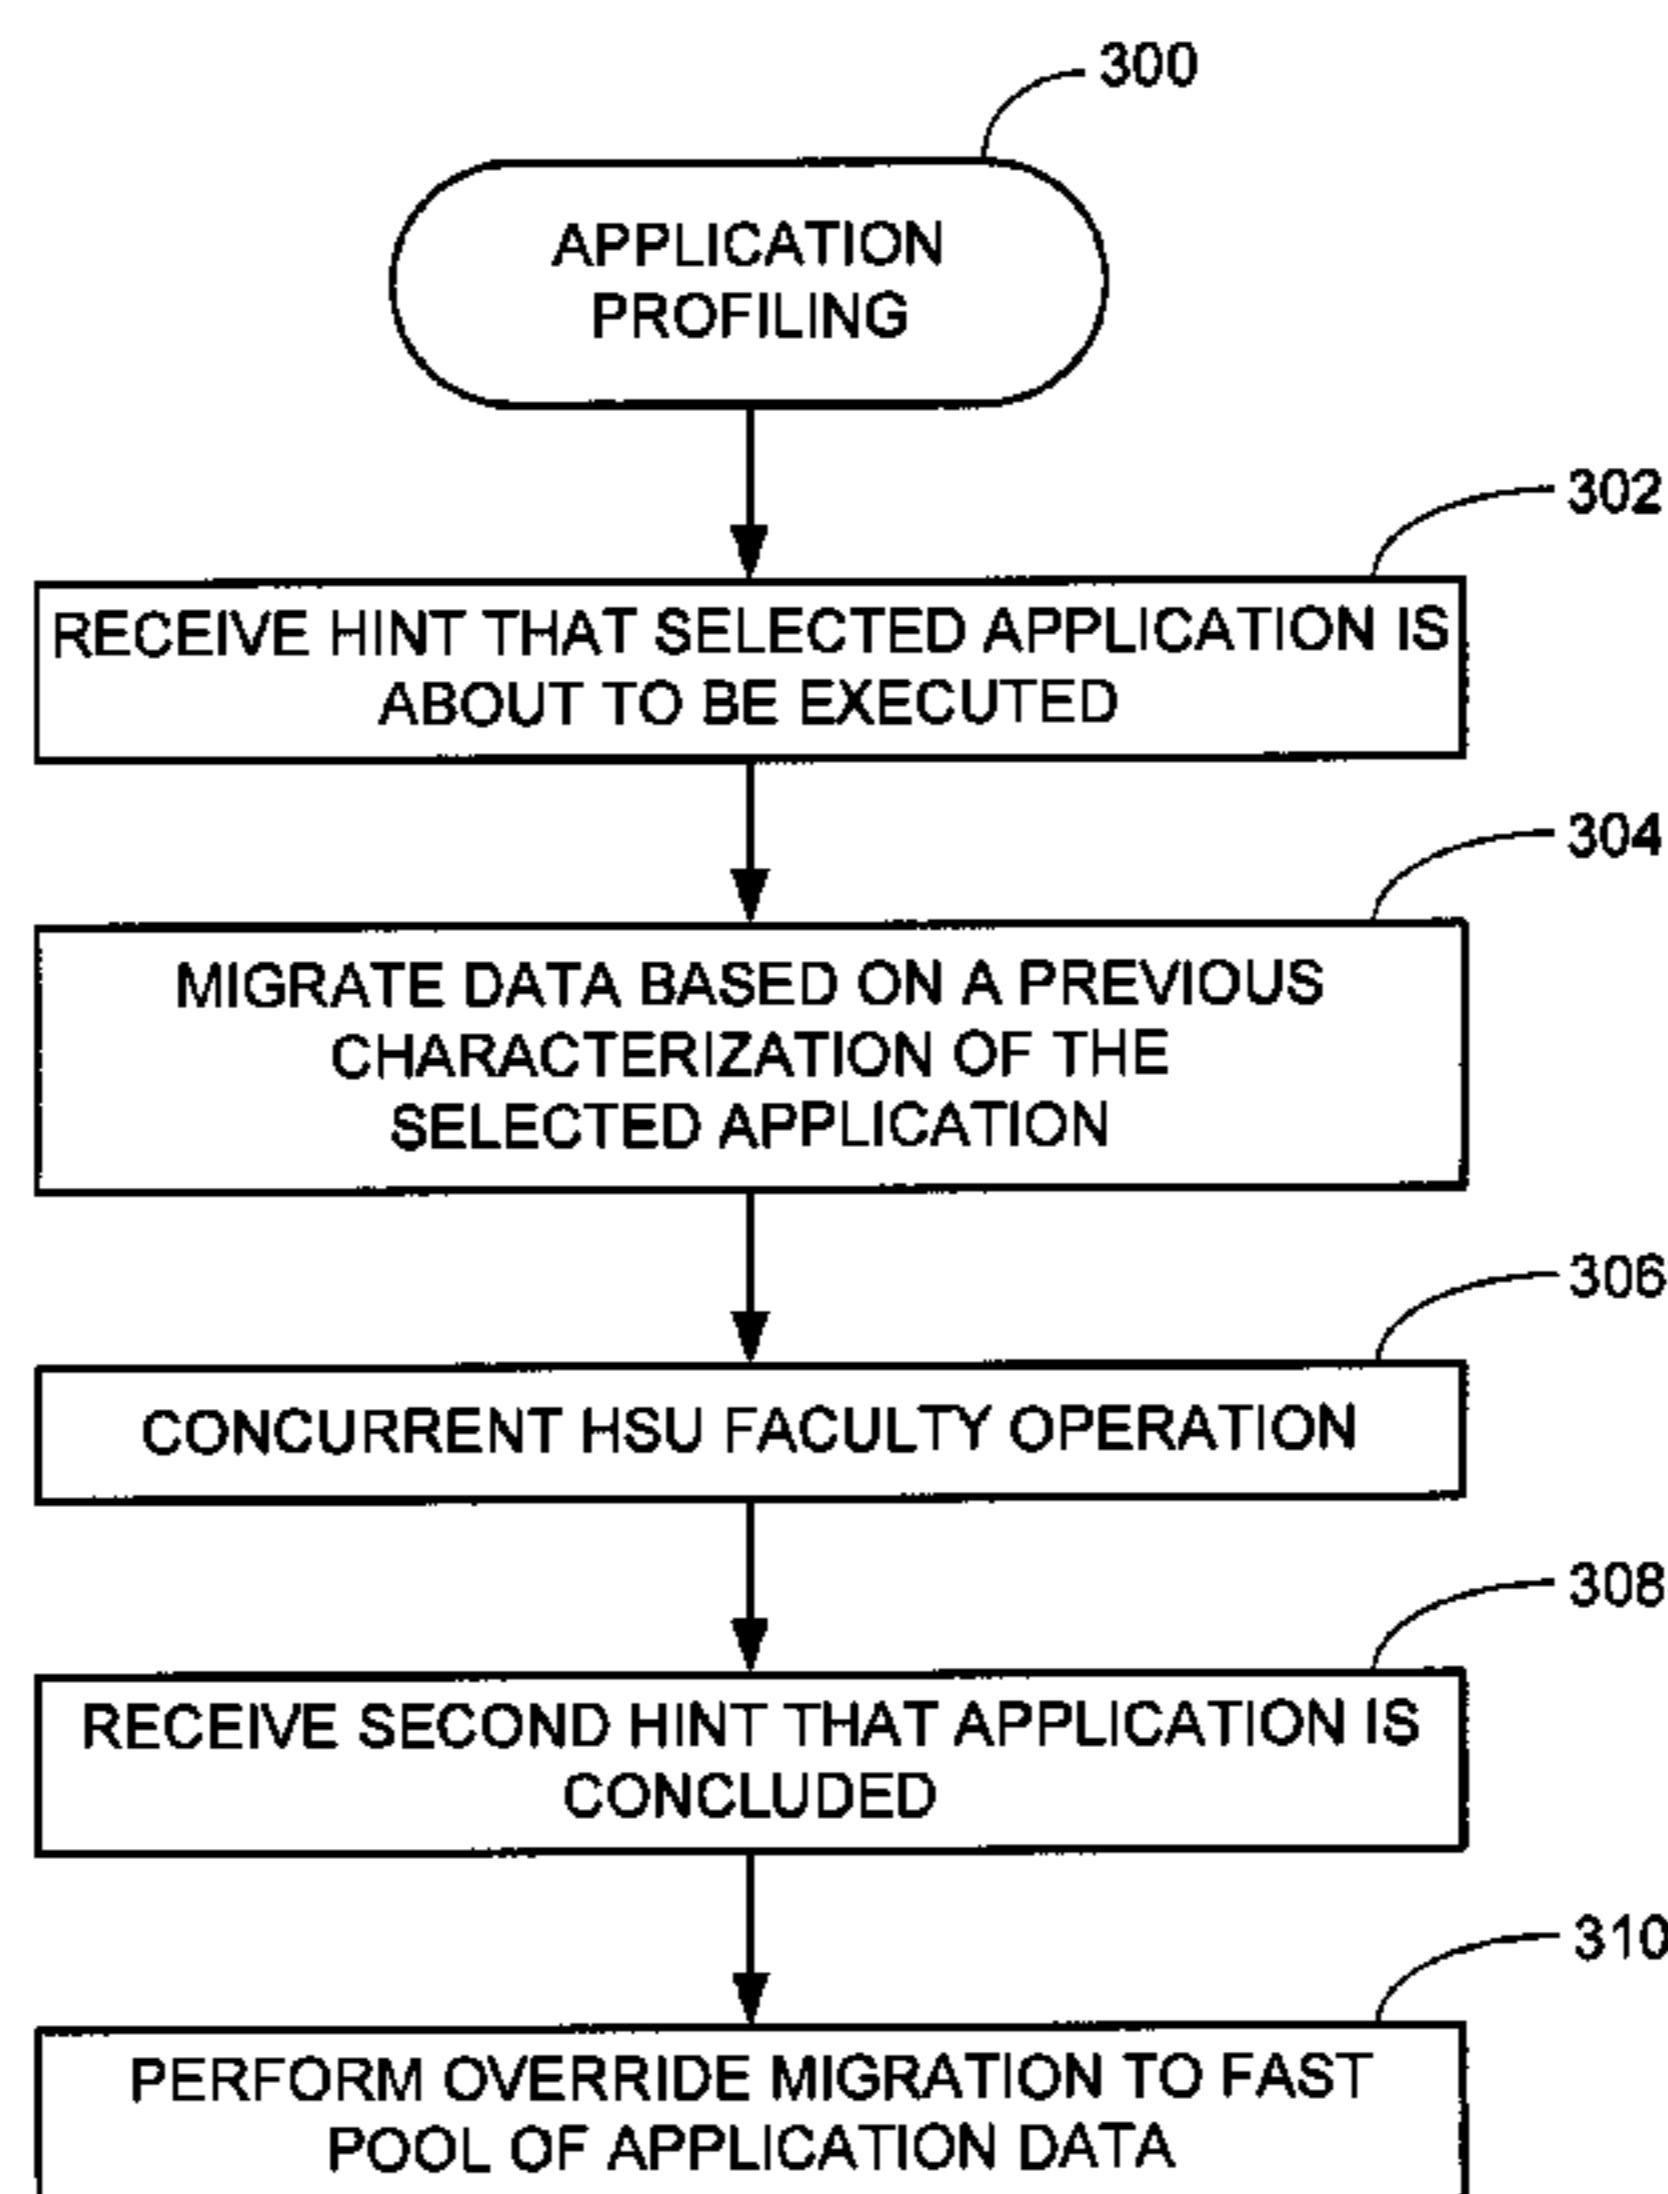 300
APPLICATION
PROFILING
302
RECEIVE HINT THAT SELECTED APPLICATION IS
ABOUT TO BE EXECUTED
304
MIGRATE DATA BASED ON A PREVIOUS
CHARACTERIZATION OF THE
SELECTED APPLICATION
306
CONCURRENT HSU FACULTY OPERATION
308
RECEIVE SECOND HINT THAT APPLICATION IS
CONCLUDED
310
PERFORM OVERRIDE MIGRATION TO FAST
POOL OF APPLICATION DATA